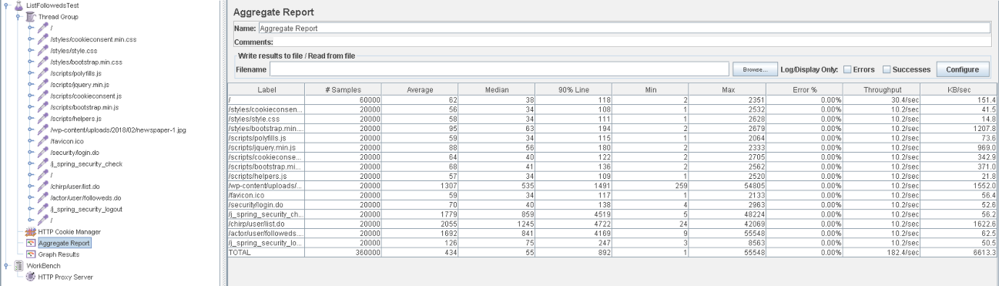 ListFollowedsTest
Thread Group
/
/styles/cookieconsent.min.css
/styles/style.css
/styles/bootstrap.min.css
/scripts/polyfills.js
/scripts/jquery.min.js
/scripts/cookieconsent.js
/scripts/bootstrap.min.js
/scripts/helpers.js
/wp-content/uploads/2018/02/newspaper-1.jpg
/favicon.ico
/security/login.do
/j_spring_security_check
/
/chirp/user/list.do
/actor/user/followeds.do
/j_spring_security_logout
/
HTTP Cookie Manager
Aggregate Report
Graph Results
WorkBench
HTTP Proxy Server
Aggregate Report
Name: Aggregate Report
Comments:
Write results to file / Read from file
Filename Browse... Log/Display Only: Errors Successes Configure
Label # Samples Average Median 90% Line Min Max Error % Throughput KB/sec
/ 60000 62 38 118 2 2351 0.00% 30.4/sec 151.4
/styles/cookieconsen... 20000 56 34 108 1 2532 0.00% 10.2/sec 41.5
/styles/style.css 20000 58 34 111 1 2628 0.00% 10.2/sec 14.8
/styles/bootstrap.min... 20000 95 63 194 2 2679 0.00% 10.2/sec 1207.8
/scripts/polyfills.js 20000 59 34 115 1 2064 0.00% 10.2/sec 73.6
/scripts/jquery.min.js 20000 88 56 180 2 2333 0.00% 10.2/sec 969.0
/scripts/cookieconse... 20000 64 40 122 2 2705 0.00% 10.2/sec 342.9
/scripts/bootstrap.mi... 20000 68 41 136 2 2562 0.00% 10.2/sec 371.0
/scripts/helpers.js 20000 57 34 109 1 2520 0.00% 10.2/sec 21.8
/wp-content/uploads/... 20000 1307 535 1491 259 54805 0.00% 10.2/sec 1552.0
/favicon.ico 20000 59 34 117 1 2133 0.00% 10.2/sec 56.4
/security/login.do 20000 70 40 138 4 2963 0.00% 10.2/sec 52.6
/j_spring_security_ch... 20000 1779 859 4519 5 48224 0.00% 10.2/sec 56.2
/chirp/user/list.do 20000 2055 1245 4722 24 42069 0.00% 10.2/sec 1622.6
/actor/user/followeds.... 20000 1692 841 4169 9 55548 0.00% 10.2/sec 62.5
/j_spring_security_lo... 20000 126 75 247 3 8563 0.00% 10.2/sec 50.5
TOTAL 360000 434 55 892 1 55548 0.00% 182.4/sec 6613.3